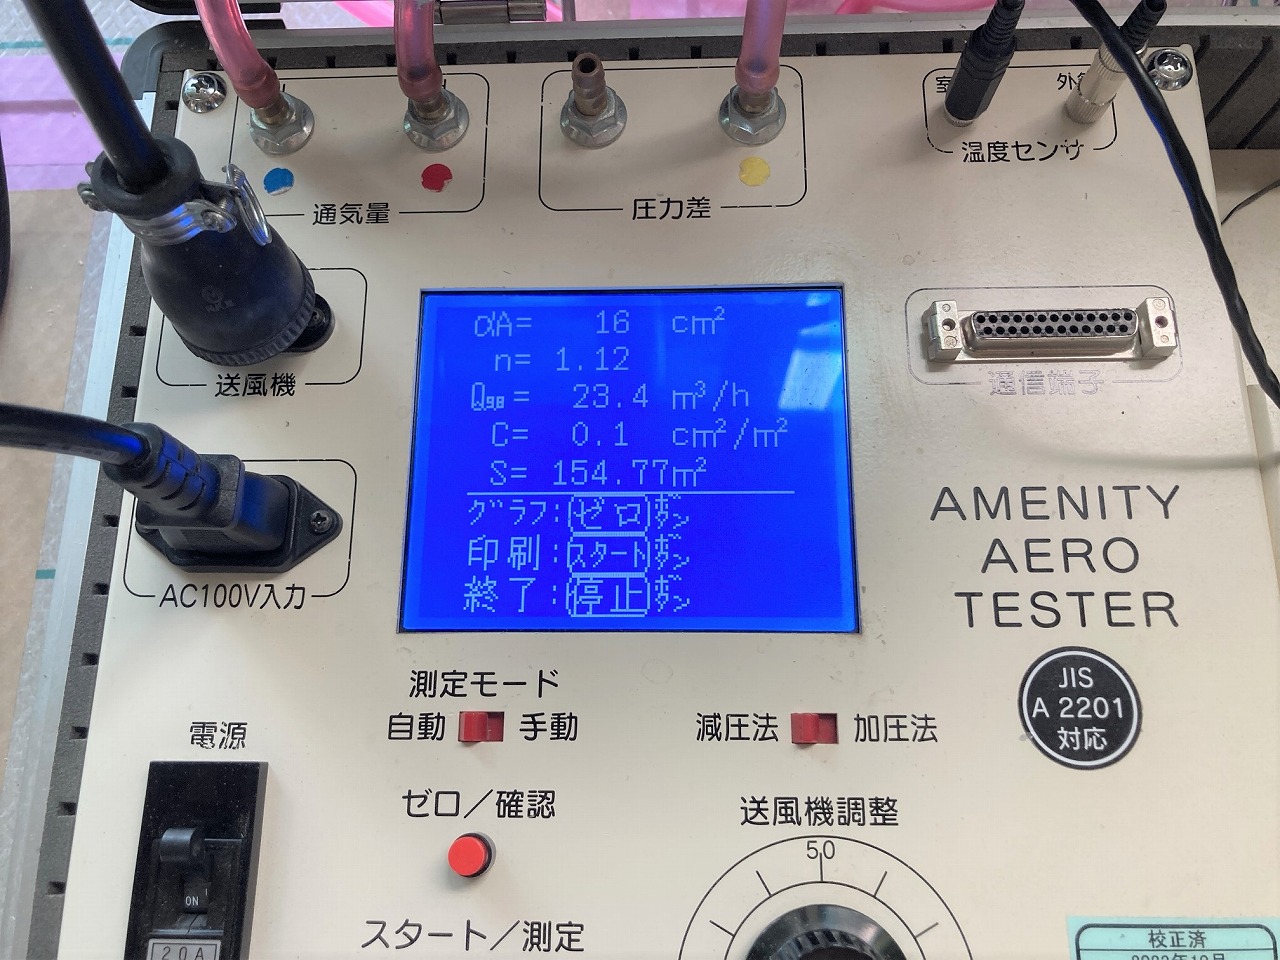 通気量
圧力差
温度センサ
送風機
通信端子
AC100V入力
αA= 16 cm²
n= 1.12
Q₉.₈= 23.4 m³/h
C= 0.1 cm²/m²
S= 154.77m²
グラフ:ゼロボタン
印刷:スタートボタン
終了:停止ボタン
AMENITY
AERO
TESTER
JIS
A 2201
対応
測定モード
自動 手動
減圧法 加圧法
電源
ゼロ/確認
送風機調整
50
ON
20A
スタート/測定
校正済